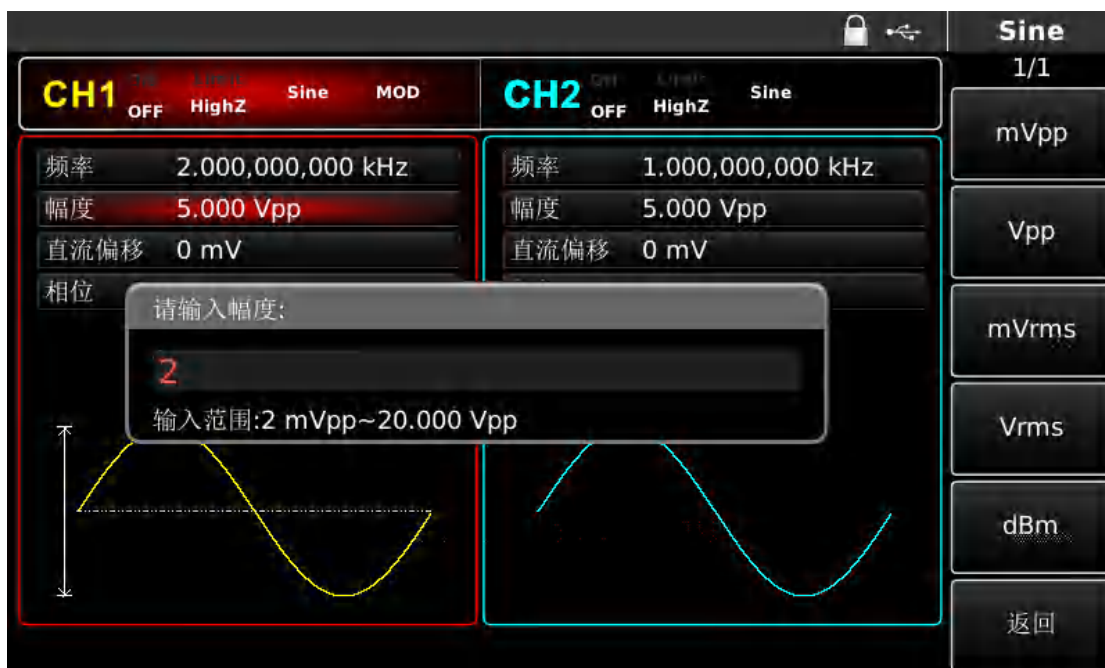 Sine
1/1
CH1 OFF HighZ Sine MOD
CH2 OFF HighZ Sine
频率 2.000,000,000 kHz
幅度 5.000 Vpp
直流偏移 0 mV
相位
频率 1.000,000,000 kHz
幅度 5.000 Vpp
直流偏移 0 mV
请输入幅度:
2
输入范围:2 mVpp~20.000 Vpp
mVpp
Vpp
mVrms
Vrms
dBm
返回